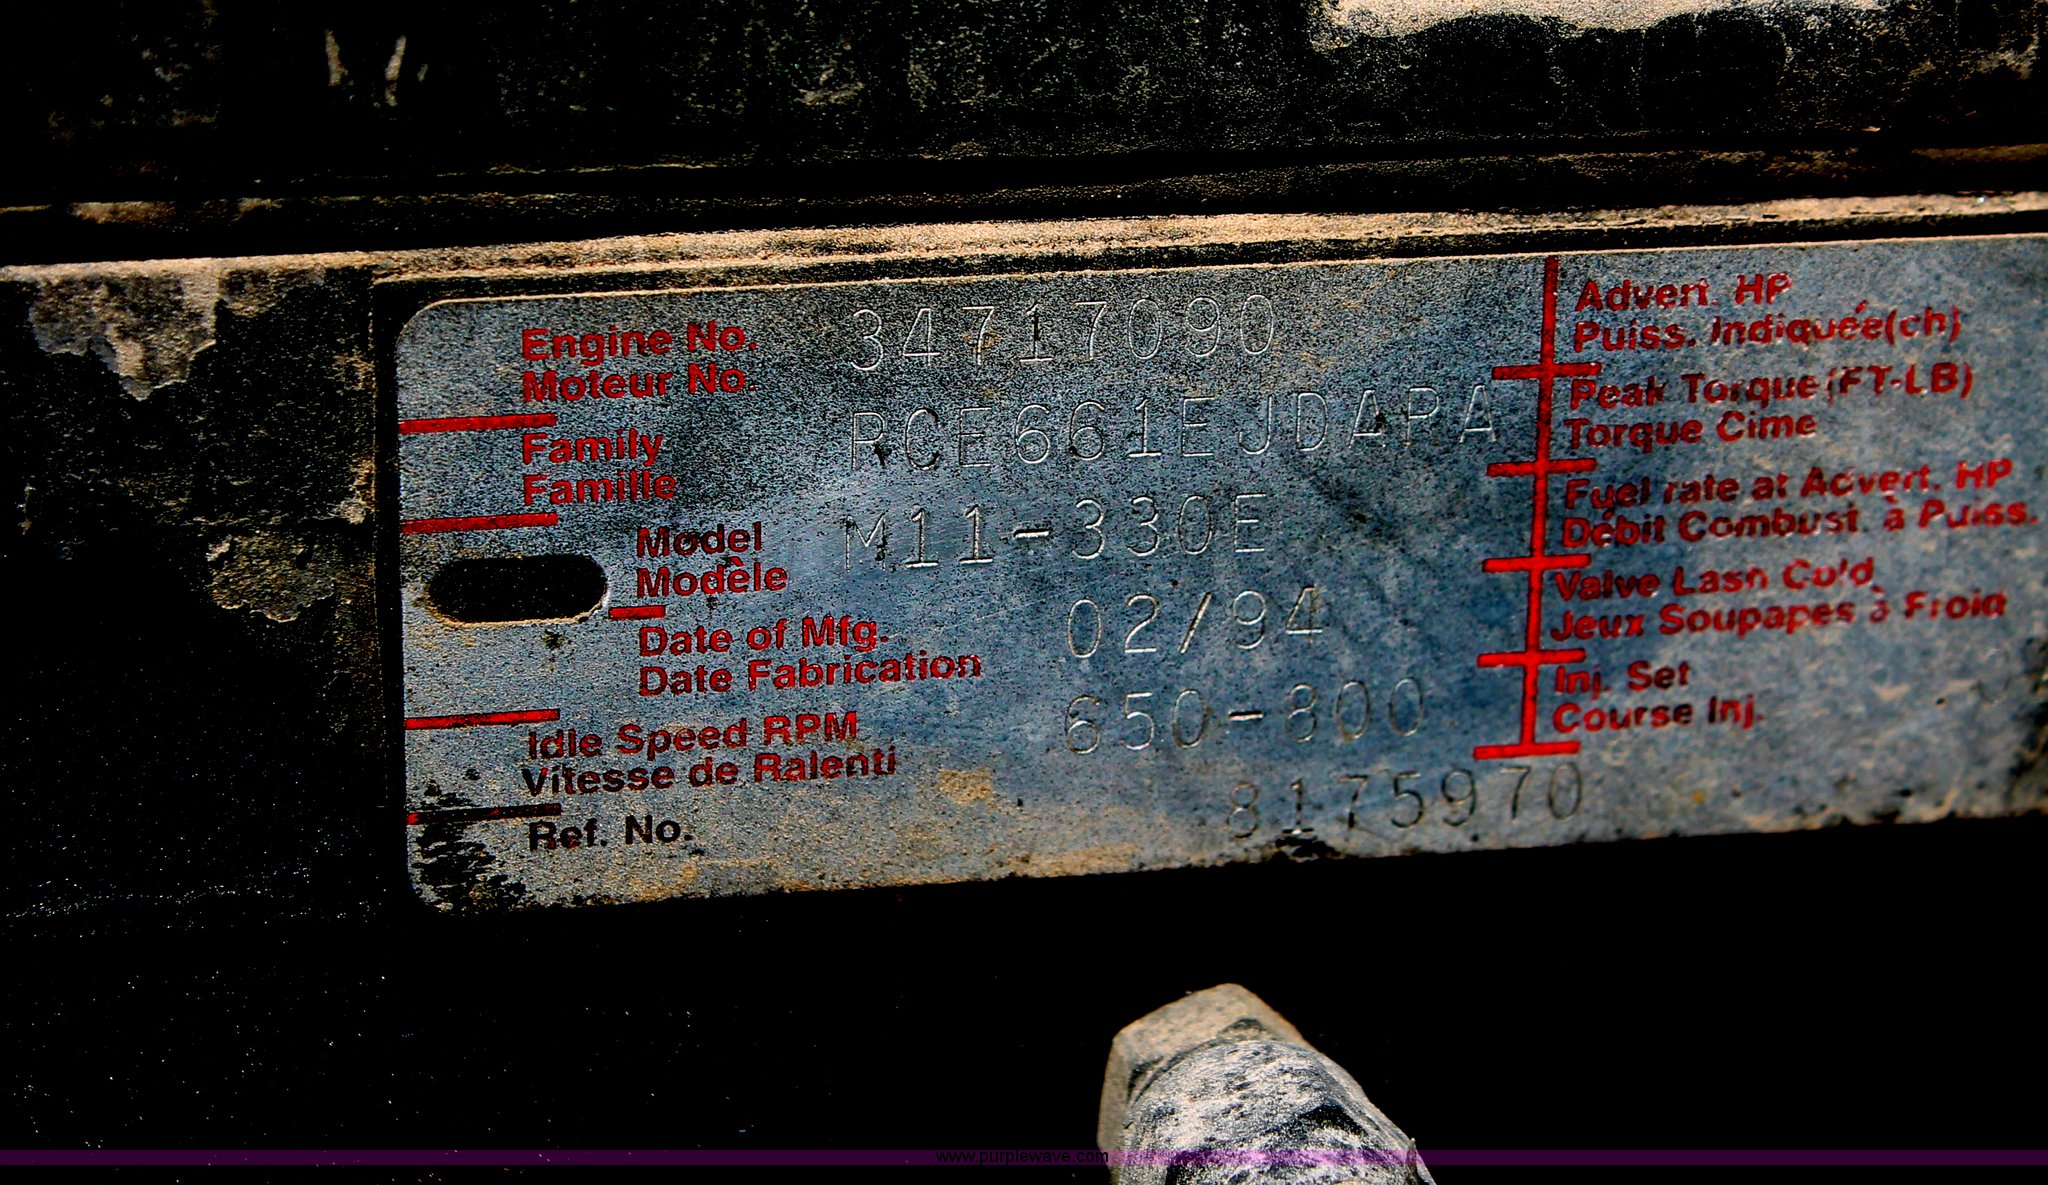 Engine No. 34717090
Moteur No.
Family RCE661EJDARA
Famille
Model M11-330E
Modèle
Date of Mfg. 02/94
Date Fabrication
Idle Speed RPM 650-800
Vitesse de Ralenti
Ref. No. 8175970
Advert. HP
Puiss. Indiquée(ch)
Peak Torque(FT-LB)
Torque Cime
Fuel rate at Advert. HP
Débit Combust. à Puiss.
Valve Lash Cold
Jeux Soupapes à Froid
Inj. Set
Course Inj.
www.purplewave.com